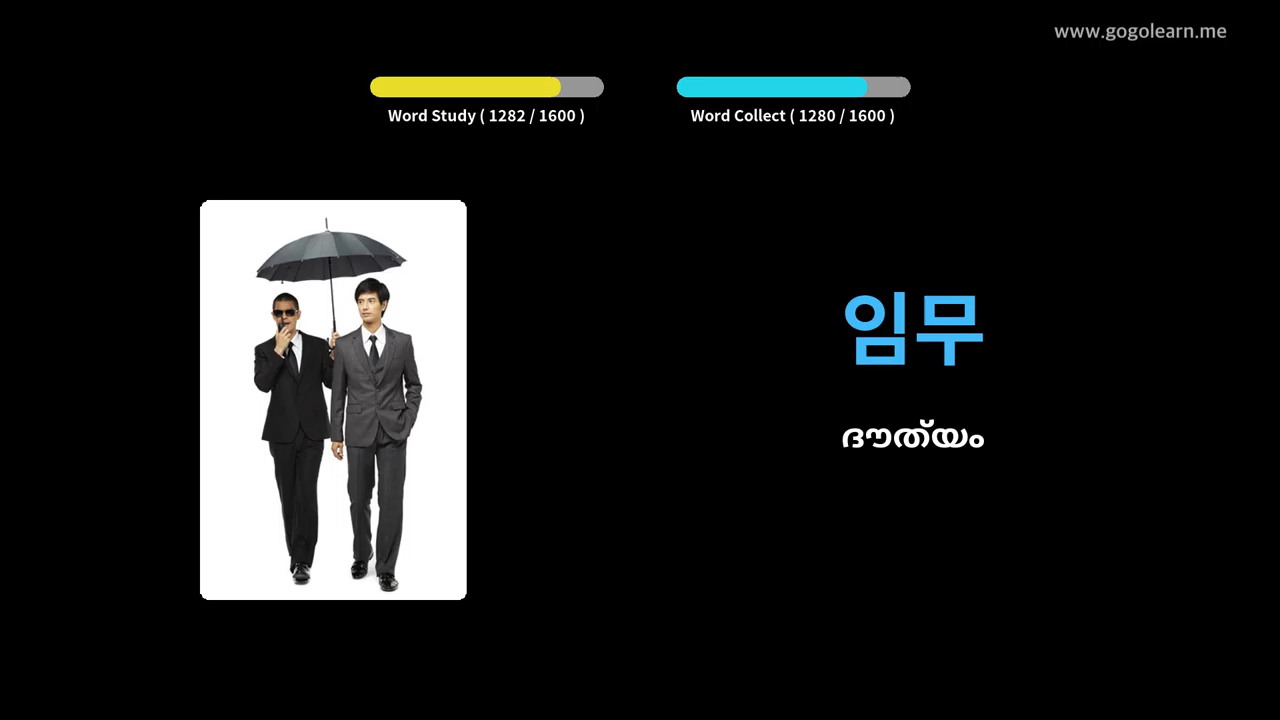 www.gogolearn.me
Word Study ( 1282 / 1600 )
Word Collect ( 1280 / 1600 )
임무
ദൗത്യം